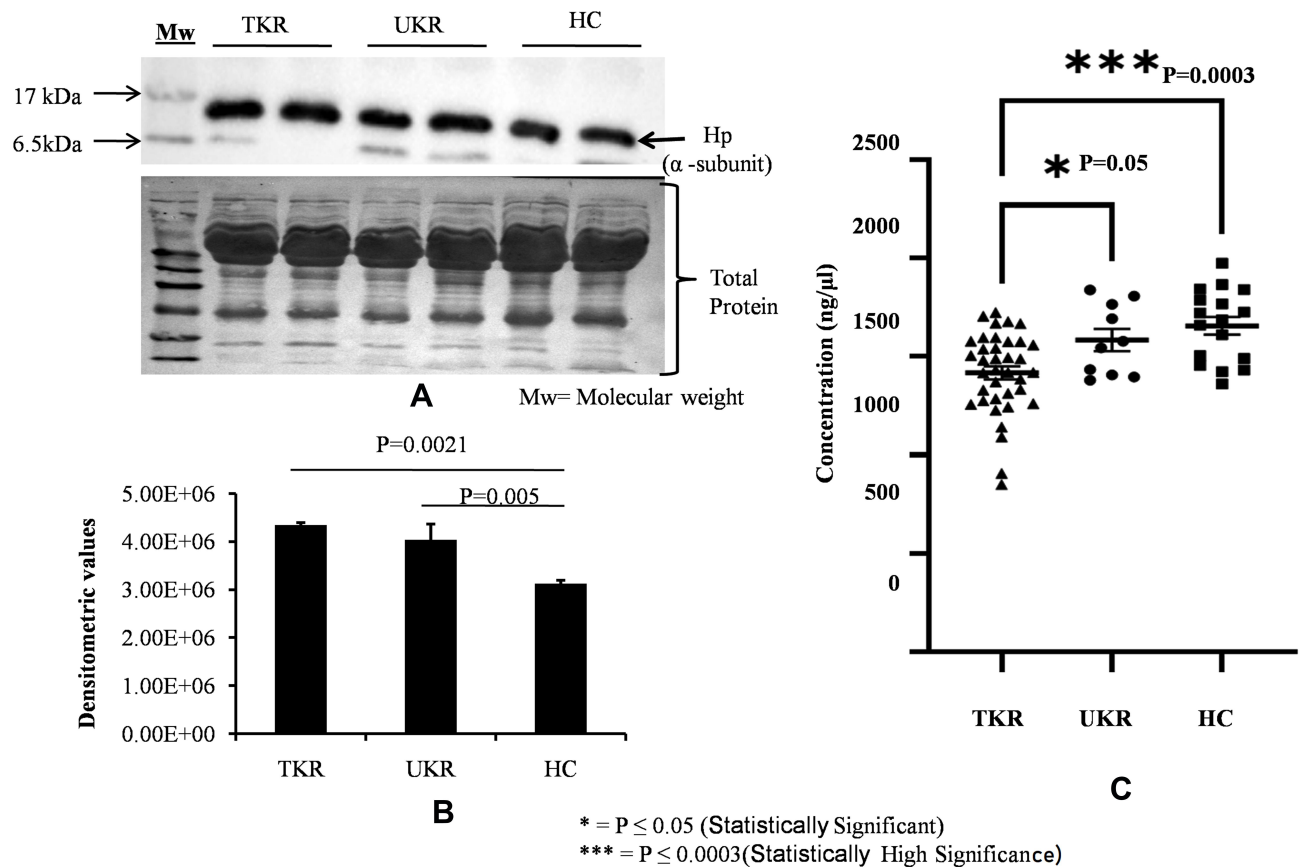 Mw TKR UKR HC
17 kDa
6.5kDa
Hp
(α -subunit)
Total
Protein
A
Mw= Molecular weight
P=0.0021
P=0.005
5.00E+06
4.00E+06
3.00E+06
2.00E+06
1.00E+06
0.00E+00
Densitometric values
TKR UKR HC
B
*** P=0.0003
* P=0.05
2500
2000
1500
1000
500
0
Concentration (ng/µl)
TKR UKR HC
C
* = P ≤ 0.05 (Statistically Significant)
*** = P ≤ 0.0003(Statistically High Significance)